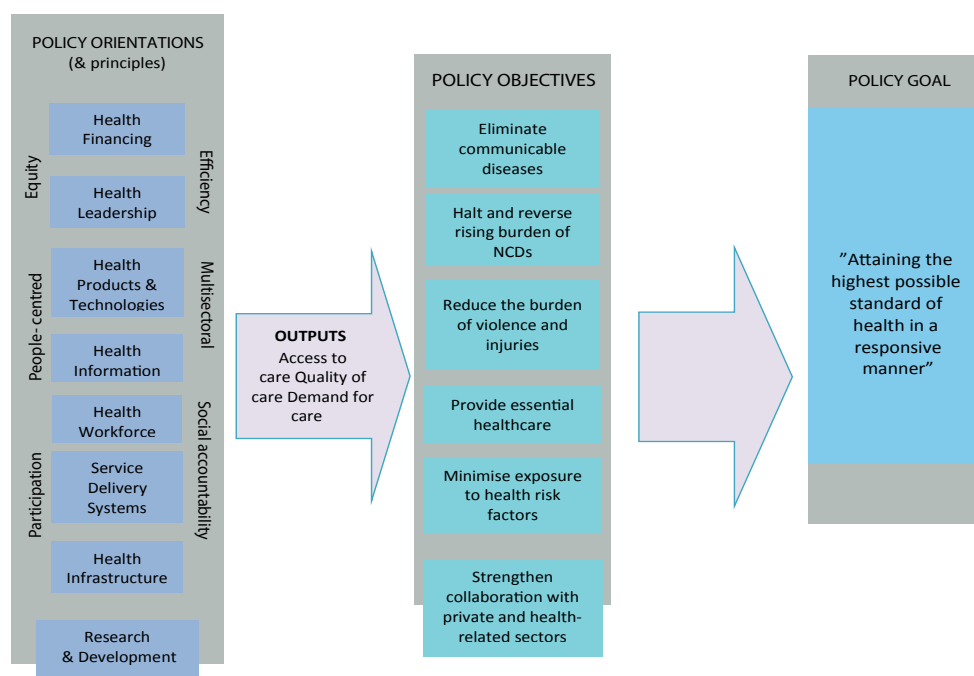 POLICY ORIENTATIONS
(& principles)
Health
Financing
Health
Leadership
Health
Products &
Technologies
Health
Information
Health
Workforce
Service
Delivery
Systems
Health
Infrastructure
Research
& Development
Equity
People- centred
Participation
Efficiency
Multisectoral
Social accountability
OUTPUTS
Access to
care Quality of
care Demand for
care
POLICY OBJECTIVES
Eliminate
communicable
diseases
Halt and reverse
rising burden of
NCDs
Reduce the burden
of violence and
injuries
Provide essential
healthcare
Minimise exposure
to health risk
factors
Strengthen
collaboration with
private and health-
related sectors
POLICY GOAL
”Attaining the
highest possible
standard of
health in a
responsive
manner”